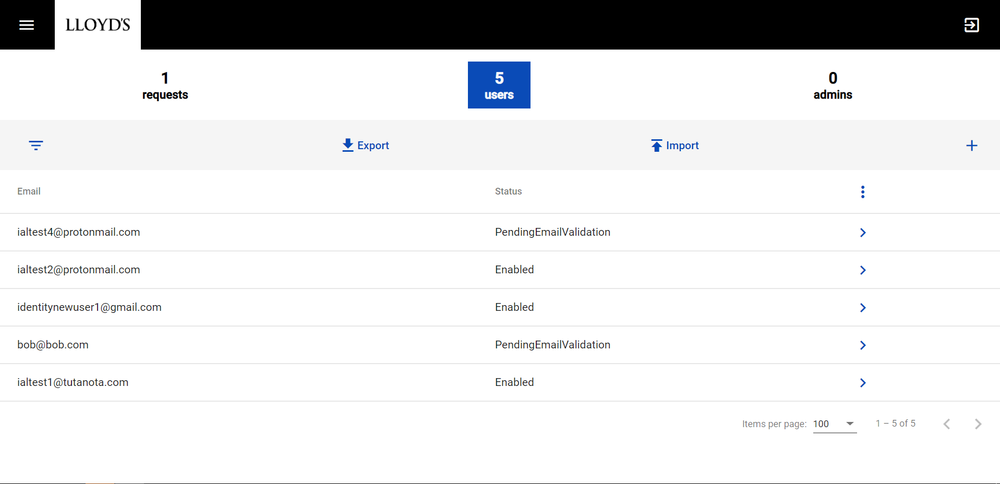 LLOYD'S
1
requests
5
users
0
admins
Export
Import
Email Status
ialtest4@protonmail.com PendingEmailValidation
ialtest2@protonmail.com Enabled
identitynewuser1@gmail.com Enabled
bob@bob.com PendingEmailValidation
ialtest1@tutanota.com Enabled
Items per page: 100 1 – 5 of 5